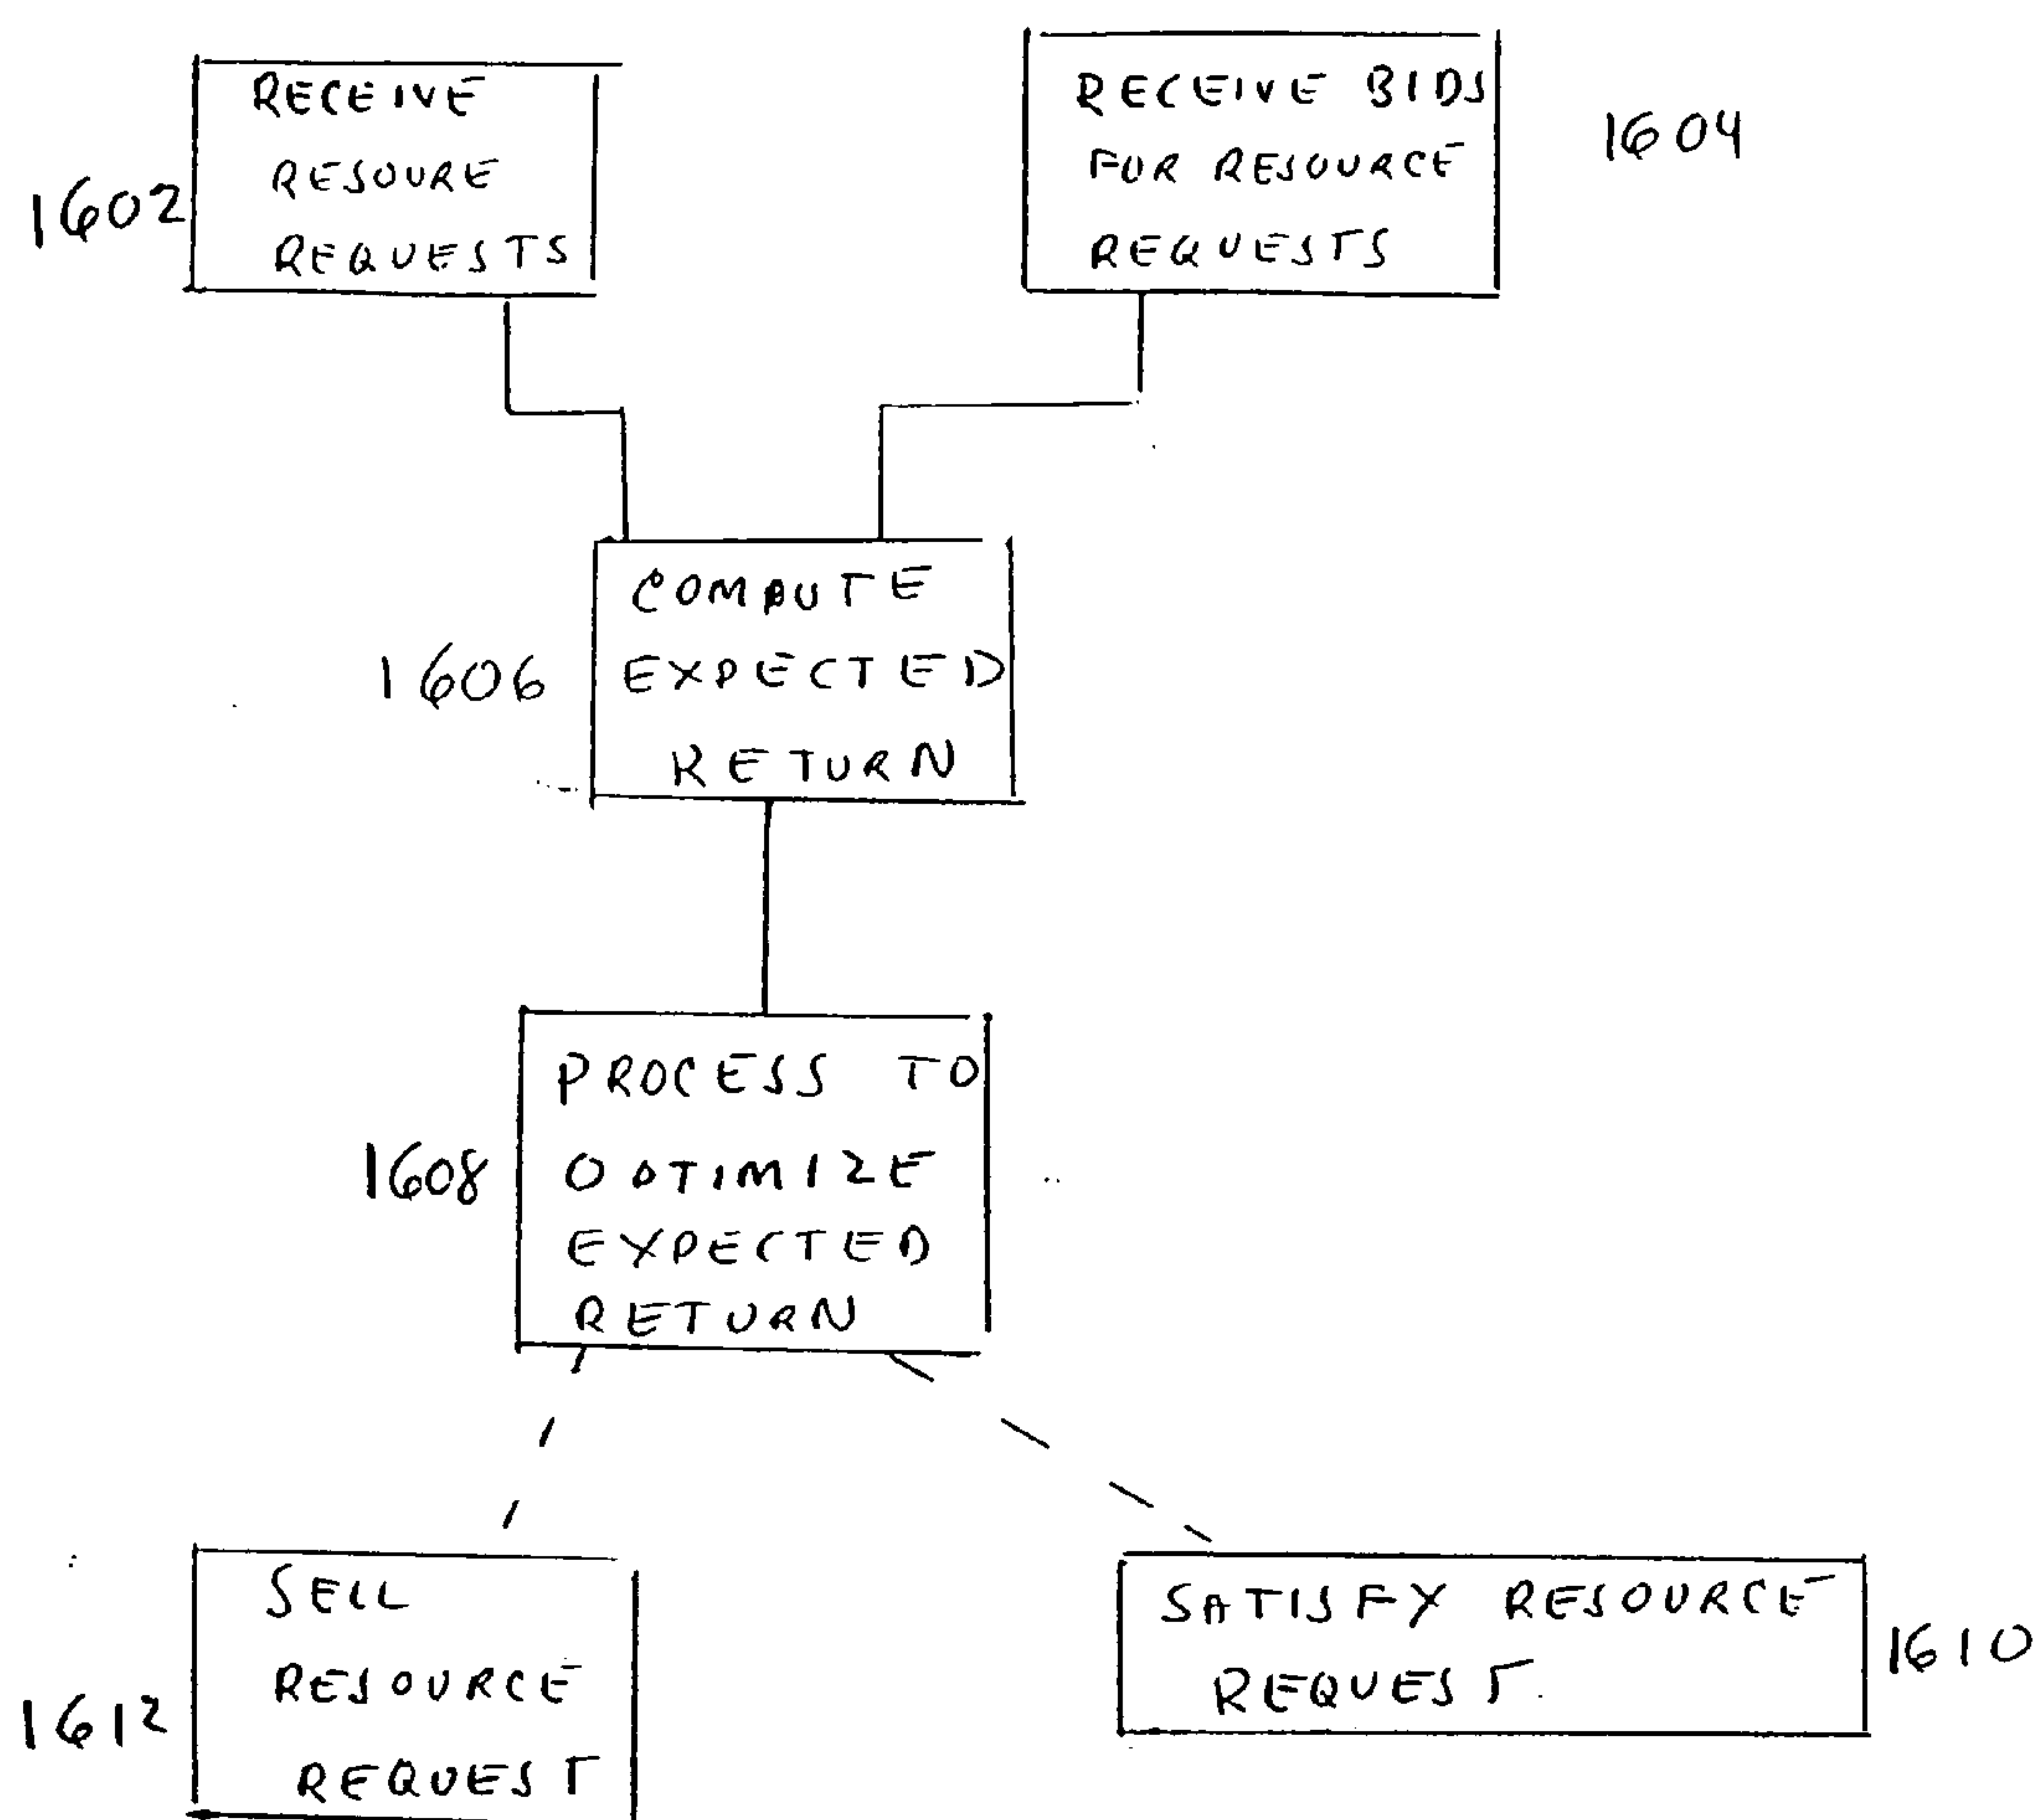 RECEIVE
RESOURE
REQUESTS
1602
RECEIVE BIDS
FOR RESOURCE
REQUESTS
1604
COMPUTE
EXPECTED
RETURN
1606
PROCESS TO
OPTIMIZE
EXPECTED
RETURN
1608
SELL
RESOURCE
REQUEST
1612
SATISFY RESOURCE
REQUEST
1610